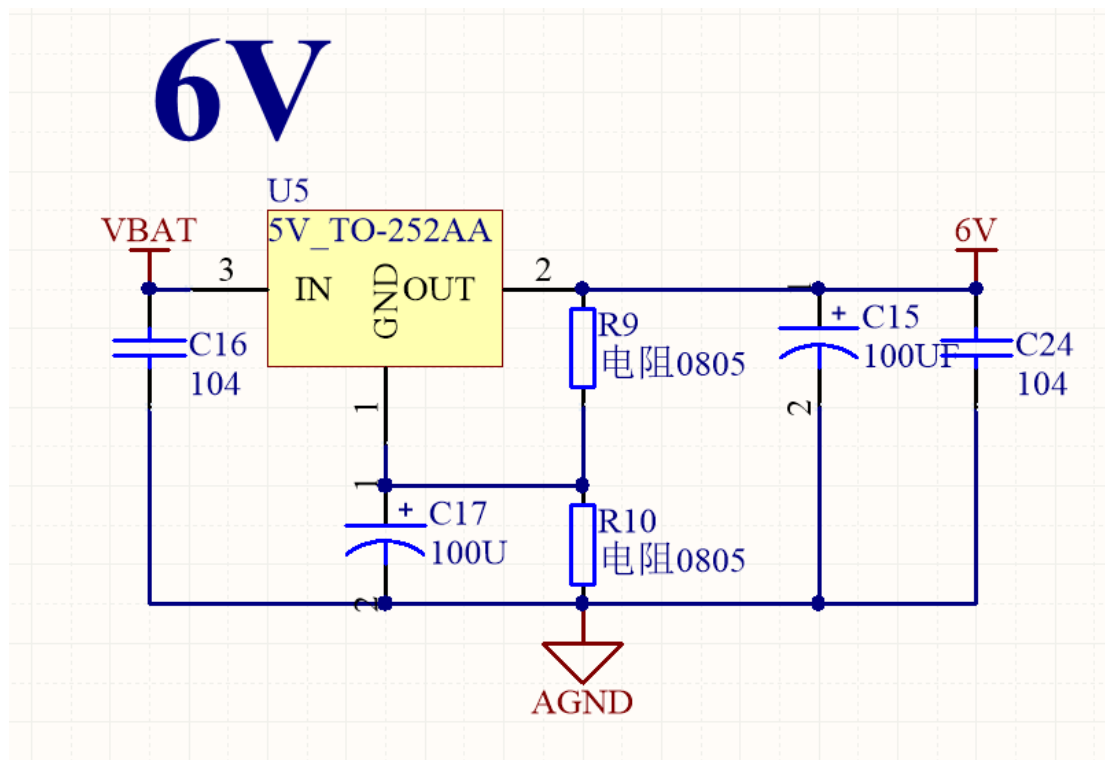 6V
U5
VBAT
5V_TO-252AA
6V
3
IN
GND
OUT
2
1
C16
104
R9
电阻0805
+
C15
100UF
C24
104
1
2
1
+
C17
100U
R10
电阻0805
2
AGND